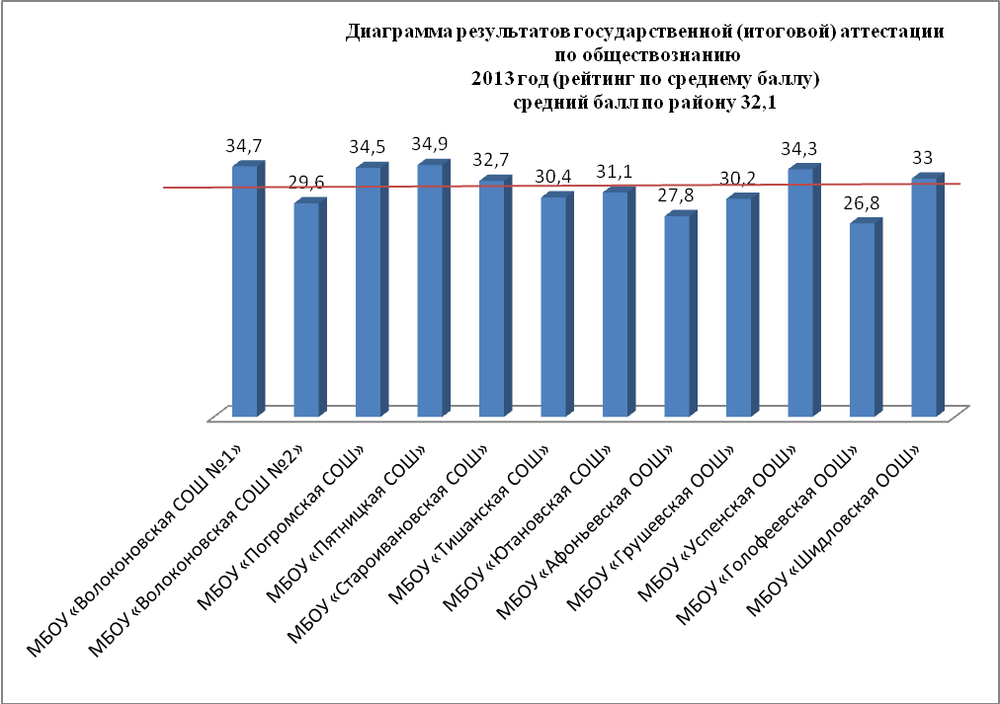 Диаграмма результатов государственной (итоговой) аттестации
по обществознанию
2013 год (рейтинг по среднему баллу)
средний балл по району 32,1
34,7
29,6
34,5
34,9
32,7
30,4
31,1
27,8
30,2
34,3
26,8
33
МБОУ «Волоконовская СОШ №1»
МБОУ «Волоконовская СОШ №2»
МБОУ «Погромская СОШ»
МБОУ «Пятницкая СОШ»
МБОУ «Староивановская СОШ»
МБОУ «Тишанская СОШ»
МБОУ «Ютановская СОШ»
МБОУ «Афоньевская ООШ»
МБОУ «Грушевская ООШ»
МБОУ «Успенская ООШ»
МБОУ «Голофеевская ООШ»
МБОУ «Шидловская ООШ»